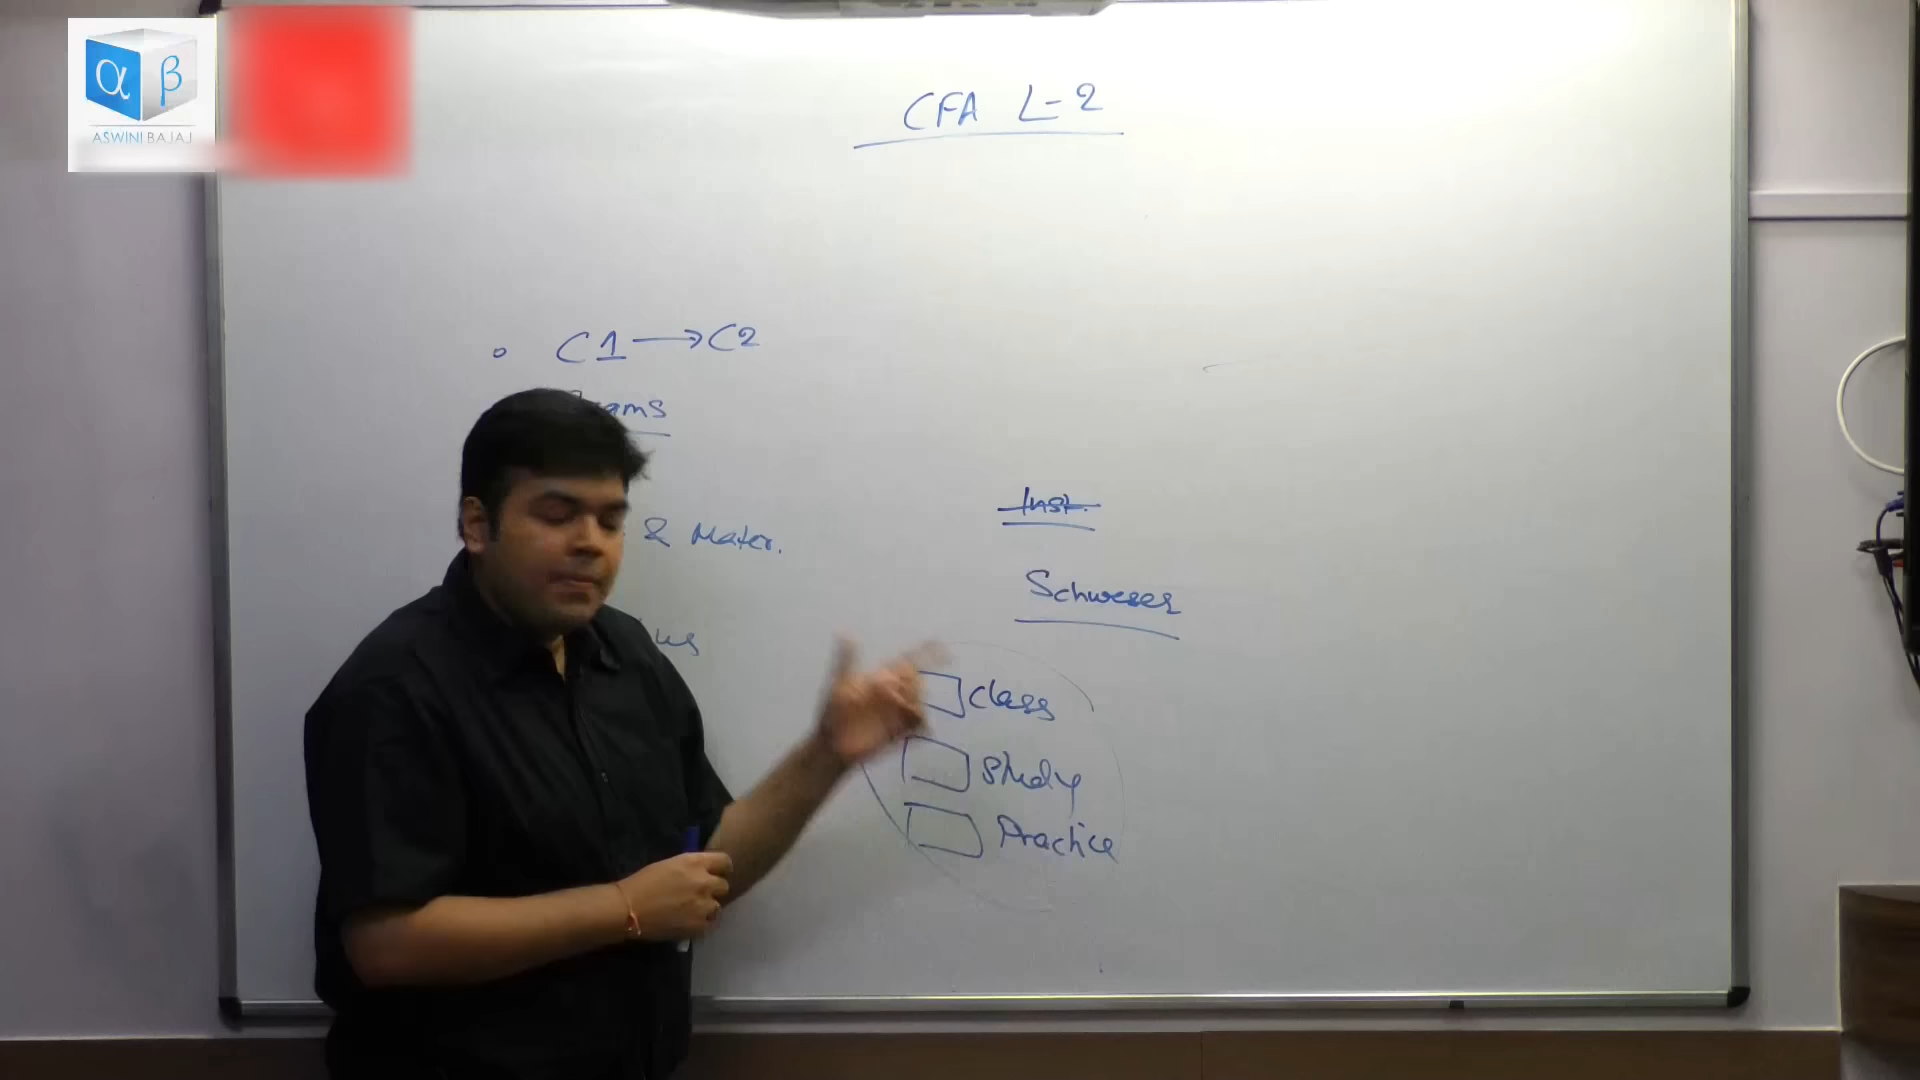 α β
ASWINI BAJAJ
CFA L-2
C1 → C2
Inst.
& Mater.
Schweser
Class
Study
Practice